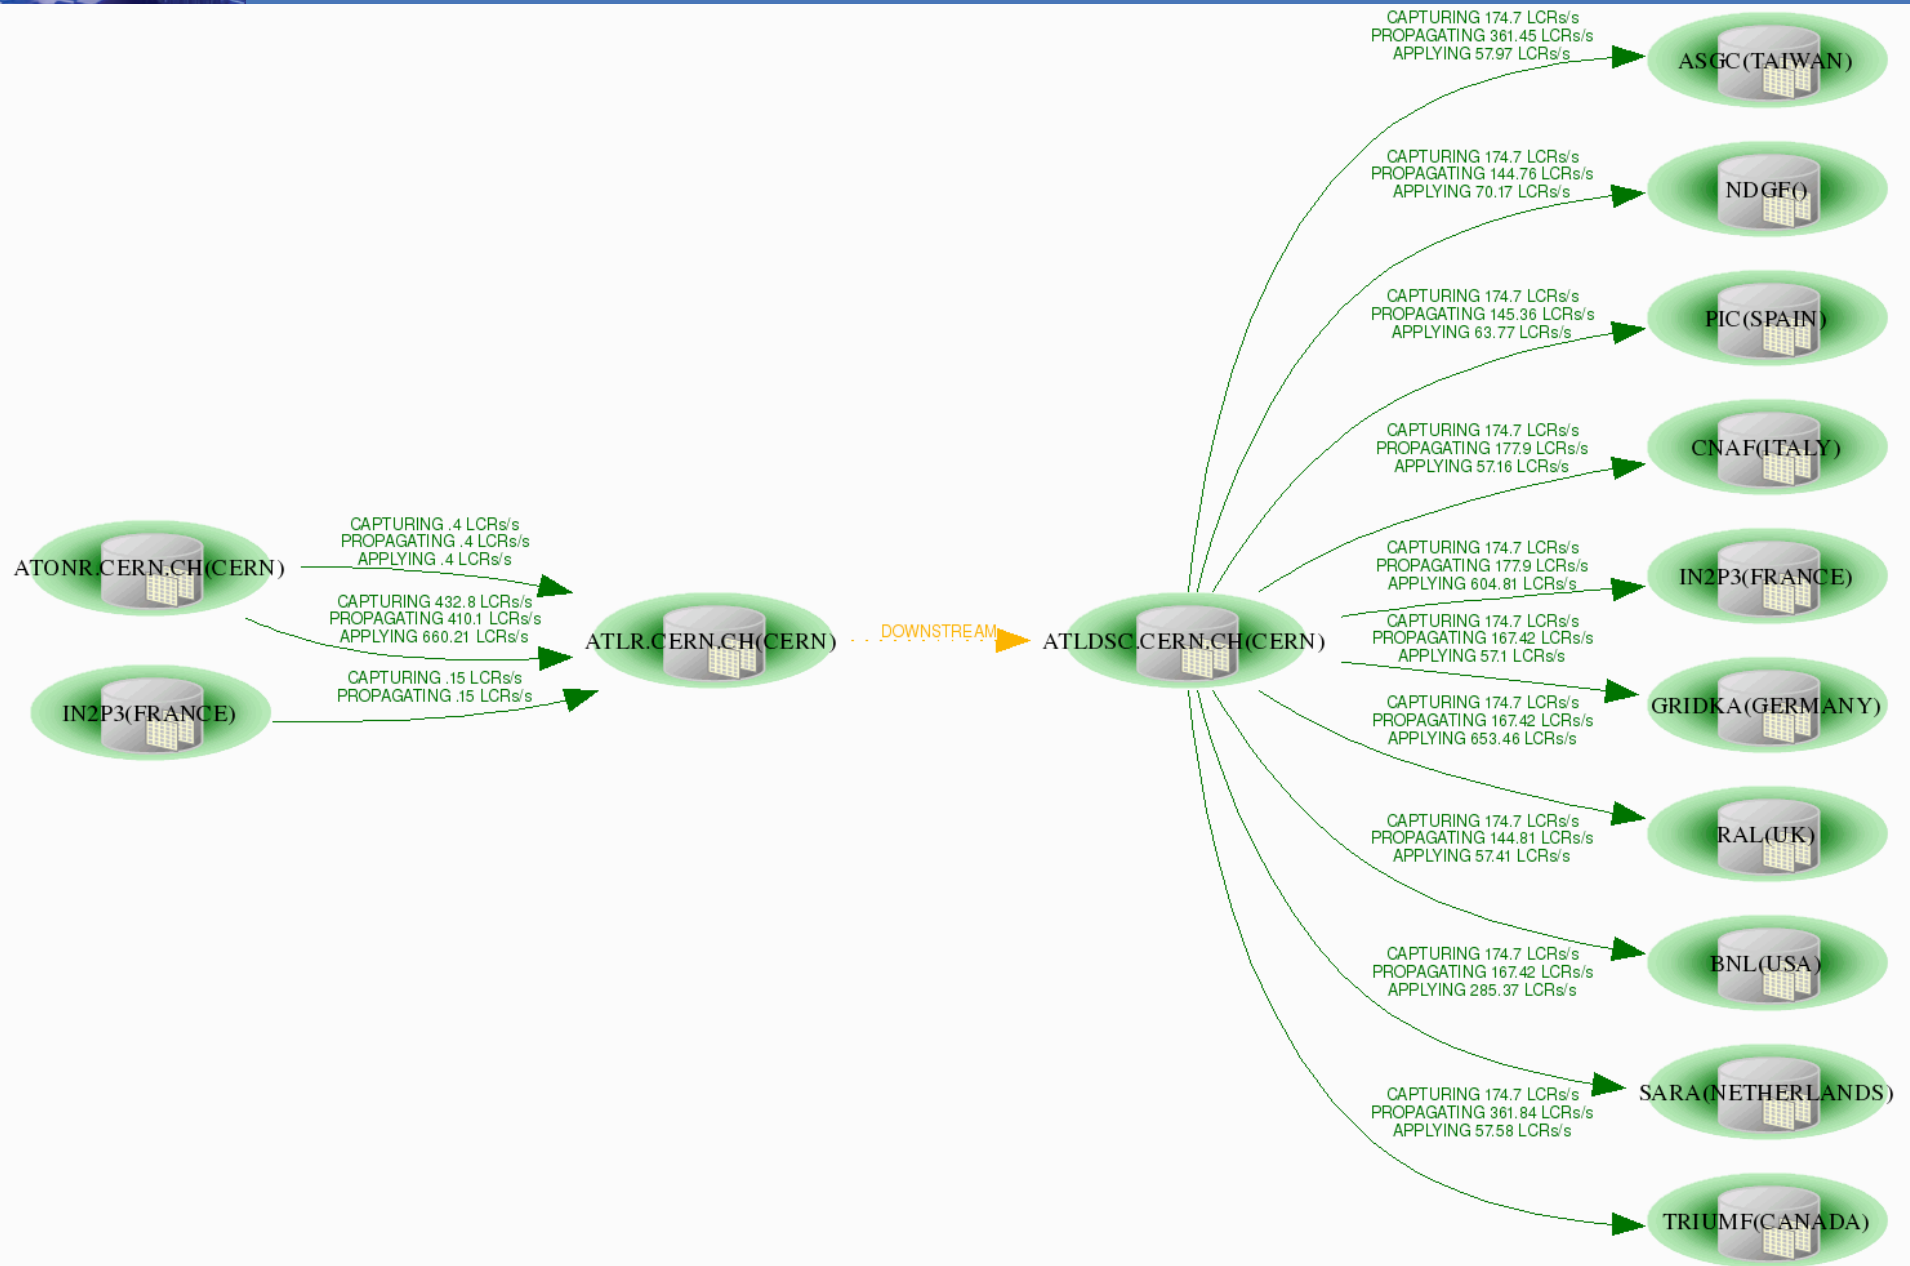 CAPTURING 174.7 LCRs/s
PROPAGATING 361.45 LCRs/s
APPLYING 57.97 LCRs/s
ASGC(TAIWAN)
CAPTURING 174.7 LCRs/s
PROPAGATING 144.76 LCRs/s
APPLYING 70.17 LCRs/s
NDGF()
CAPTURING 174.7 LCRs/s
PROPAGATING 145.36 LCRs/s
APPLYING 63.77 LCRs/s
PIC(SPAIN)
CAPTURING 174.7 LCRs/s
PROPAGATING 177.9 LCRs/s
APPLYING 57.16 LCRs/s
CNAF(ITALY)
CAPTURING .4 LCRs/s
PROPAGATING .4 LCRs/s
APPLYING .4 LCRs/s
ATONR.CERN.CH(CERN)
CAPTURING 432.8 LCRs/s
PROPAGATING 410.1 LCRs/s
APPLYING 660.21 LCRs/s
CAPTURING .15 LCRs/s
PROPAGATING .15 LCRs/s
IN2P3(FRANCE)
ATLR.CERN.CH(CERN)
DOWNSTREAM
ATLDSC.CERN.CH(CERN)
CAPTURING 174.7 LCRs/s
PROPAGATING 177.9 LCRs/s
APPLYING 604.81 LCRs/s
IN2P3(FRANCE)
CAPTURING 174.7 LCRs/s
PROPAGATING 167.42 LCRs/s
APPLYING 57.1 LCRs/s
GRIDKA(GERMANY)
CAPTURING 174.7 LCRs/s
PROPAGATING 167.42 LCRs/s
APPLYING 653.46 LCRs/s
RAL(UK)
CAPTURING 174.7 LCRs/s
PROPAGATING 144.81 LCRs/s
APPLYING 57.41 LCRs/s
BNL(USA)
CAPTURING 174.7 LCRs/s
PROPAGATING 167.42 LCRs/s
APPLYING 285.37 LCRs/s
SARA(NETHERLANDS)
CAPTURING 174.7 LCRs/s
PROPAGATING 361.84 LCRs/s
APPLYING 57.58 LCRs/s
TRIUMF(CANADA)